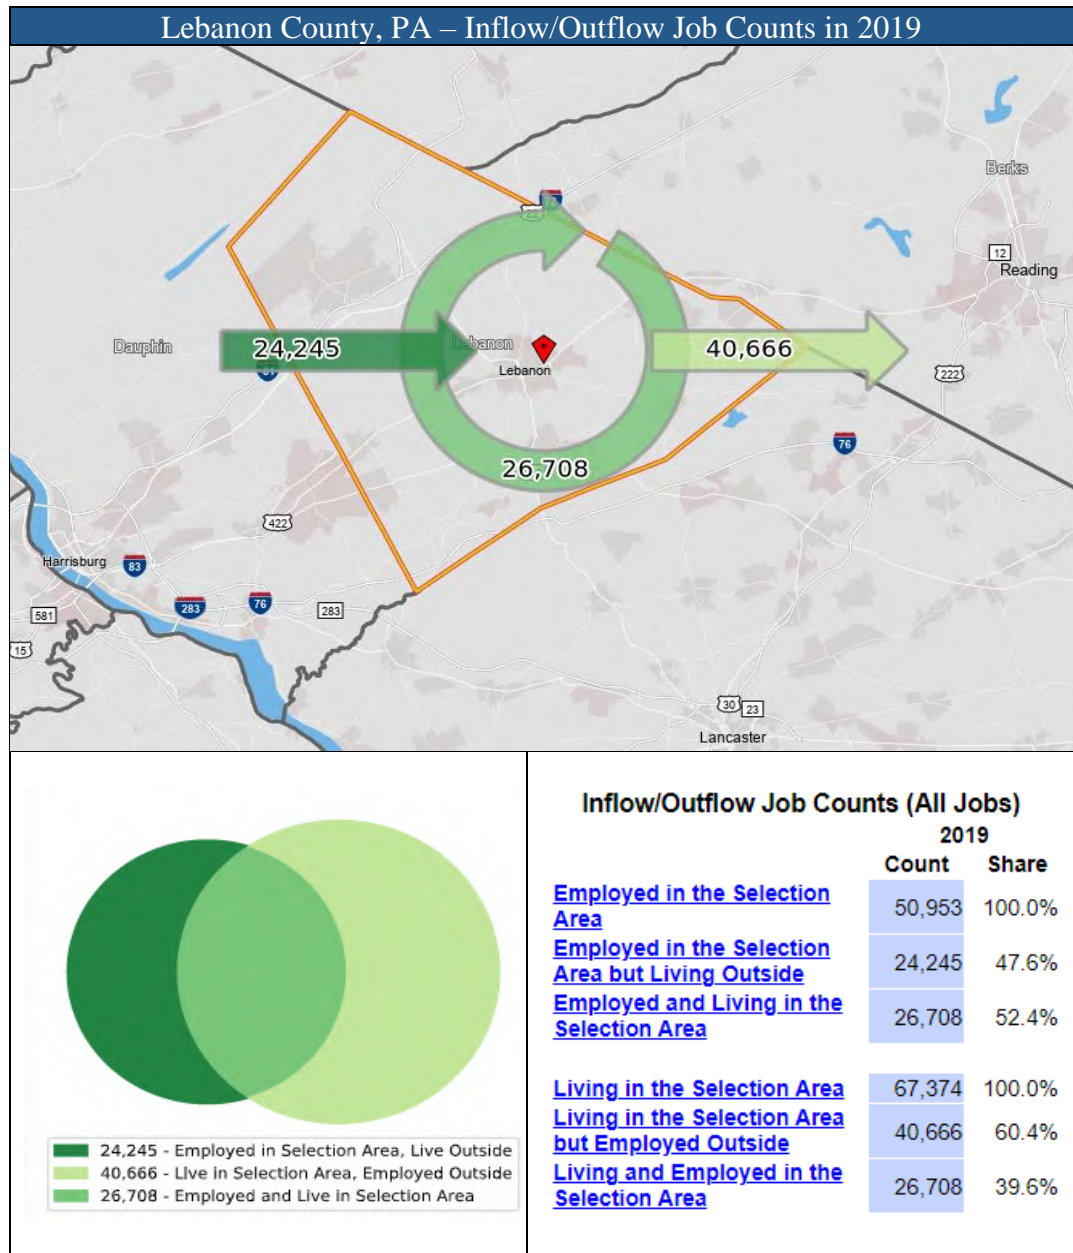 Lebanon County, PA – Inflow/Outflow Job Counts in 2019
Berks
22
12
Reading
Dauphin
24,245
Lebanon
40,666
81
Lebanon
222
76
26,708
422
Harrisburg
83
581
283
76
283
15
30
23
Lancaster
24,245 - Employed in Selection Area, Live Outside
40,666 - Live in Selection Area, Employed Outside
26,708 - Employed and Live in Selection Area
Inflow/Outflow Job Counts (All Jobs)
2019
Count Share
Employed in the Selection
Area 50,953 100.0%
Employed in the Selection
Area but Living Outside 24,245 47.6%
Employed and Living in the
Selection Area 26,708 52.4%
Living in the Selection Area 67,374 100.0%
Living in the Selection Area
but Employed Outside 40,666 60.4%
Living and Employed in the
Selection Area 26,708 39.6%